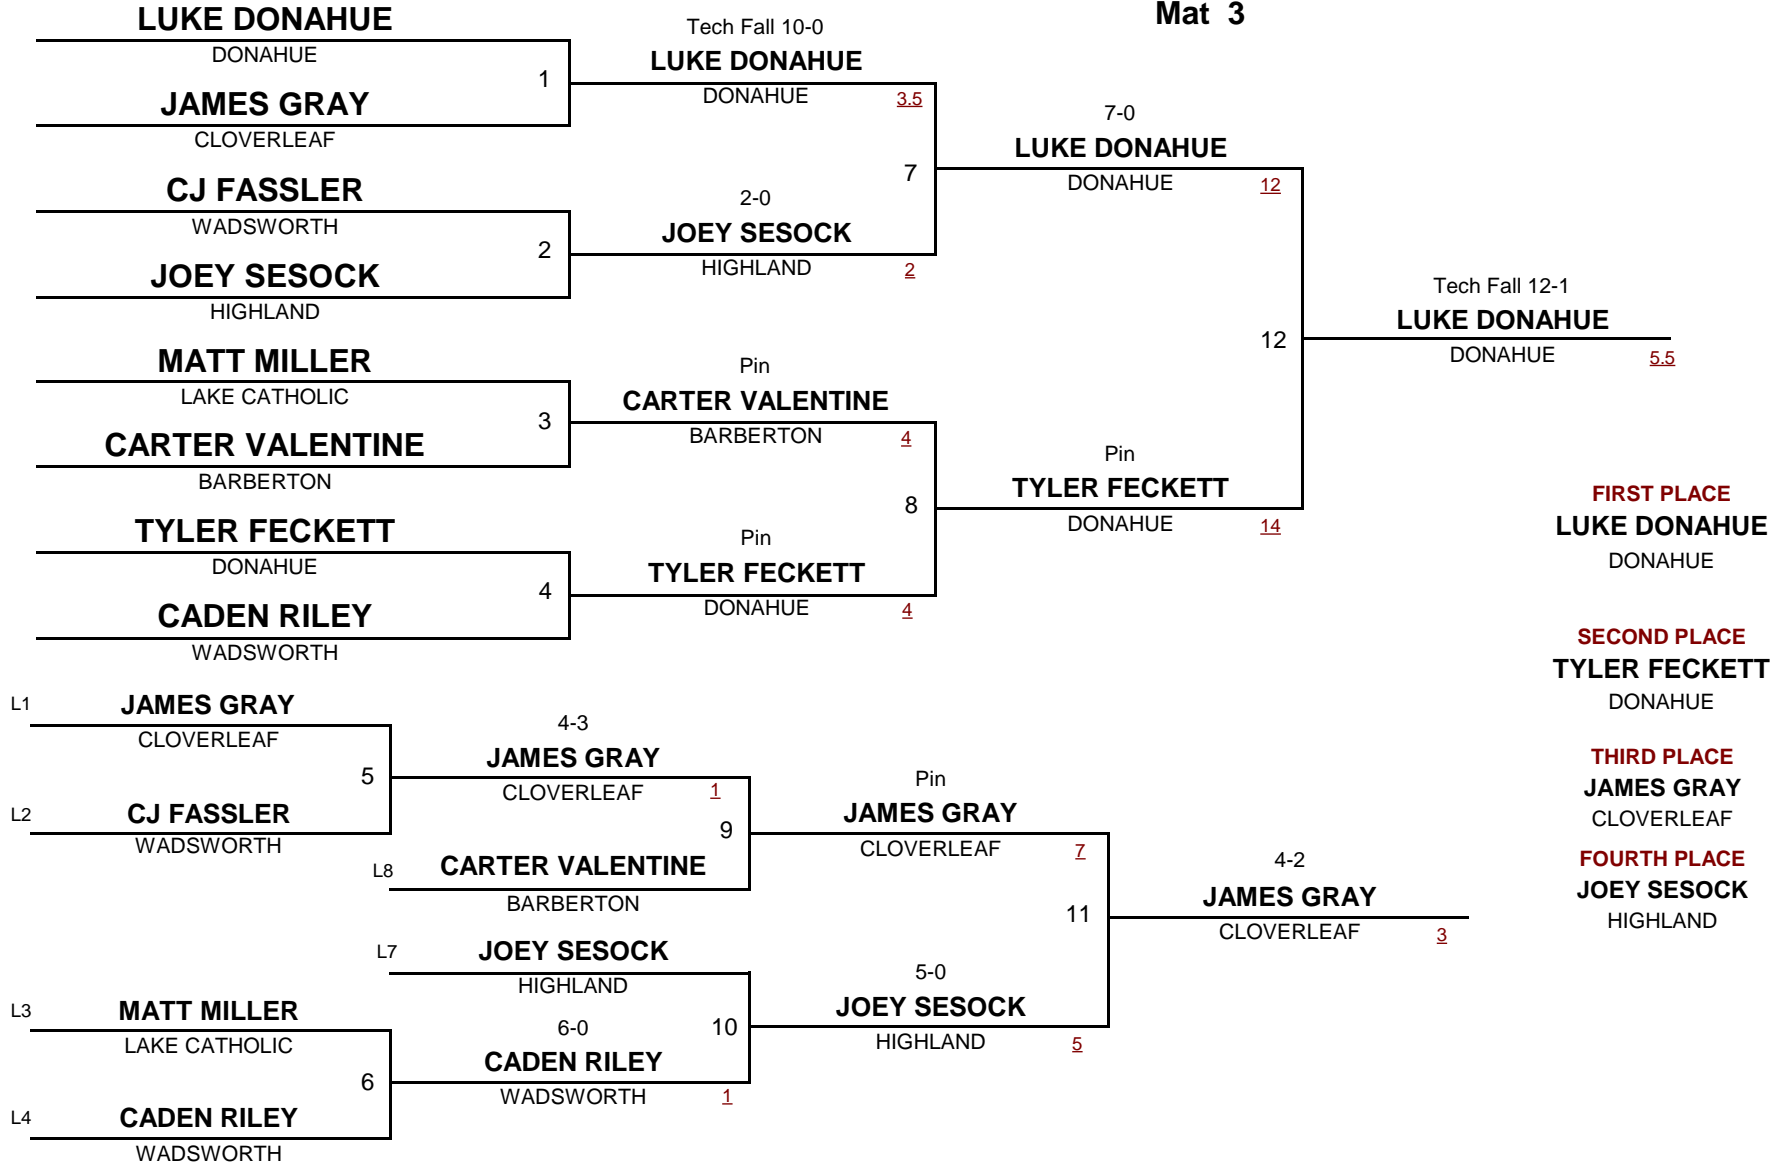 Mat 3
LUKE DONAHUE
DONAHUE
1
JAMES GRAY
CLOVERLEAF
CJ FASSLER
WADSWORTH
2
JOEY SESOCK
HIGHLAND
MATT MILLER
LAKE CATHOLIC
3
CARTER VALENTINE
BARBERTON
TYLER FECKETT
DONAHUE
4
CADEN RILEY
WADSWORTH
Tech Fall 10-0
LUKE DONAHUE
DONAHUE 3.5
7
2-0
JOEY SESOCK
HIGHLAND 2
Pin
CARTER VALENTINE
BARBERTON 4
8
Pin
TYLER FECKETT
DONAHUE 4
7-0
LUKE DONAHUE
DONAHUE 12
12
Pin
TYLER FECKETT
DONAHUE 14
Tech Fall 12-1
LUKE DONAHUE
DONAHUE 5.5
FIRST PLACE
LUKE DONAHUE
DONAHUE
SECOND PLACE
TYLER FECKETT
DONAHUE
THIRD PLACE
JAMES GRAY
CLOVERLEAF
FOURTH PLACE
JOEY SESOCK
HIGHLAND
L1 JAMES GRAY
CLOVERLEAF
5
L2 CJ FASSLER
WADSWORTH
L3 MATT MILLER
LAKE CATHOLIC
6
L4 CADEN RILEY
WADSWORTH
4-3
JAMES GRAY
CLOVERLEAF 1
9
L8 CARTER VALENTINE
BARBERTON
L7 JOEY SESOCK
HIGHLAND
10
6-0
CADEN RILEY
WADSWORTH 1
Pin
JAMES GRAY
CLOVERLEAF 7
11
5-0
JOEY SESOCK
HIGHLAND 5
4-2
JAMES GRAY
CLOVERLEAF 3